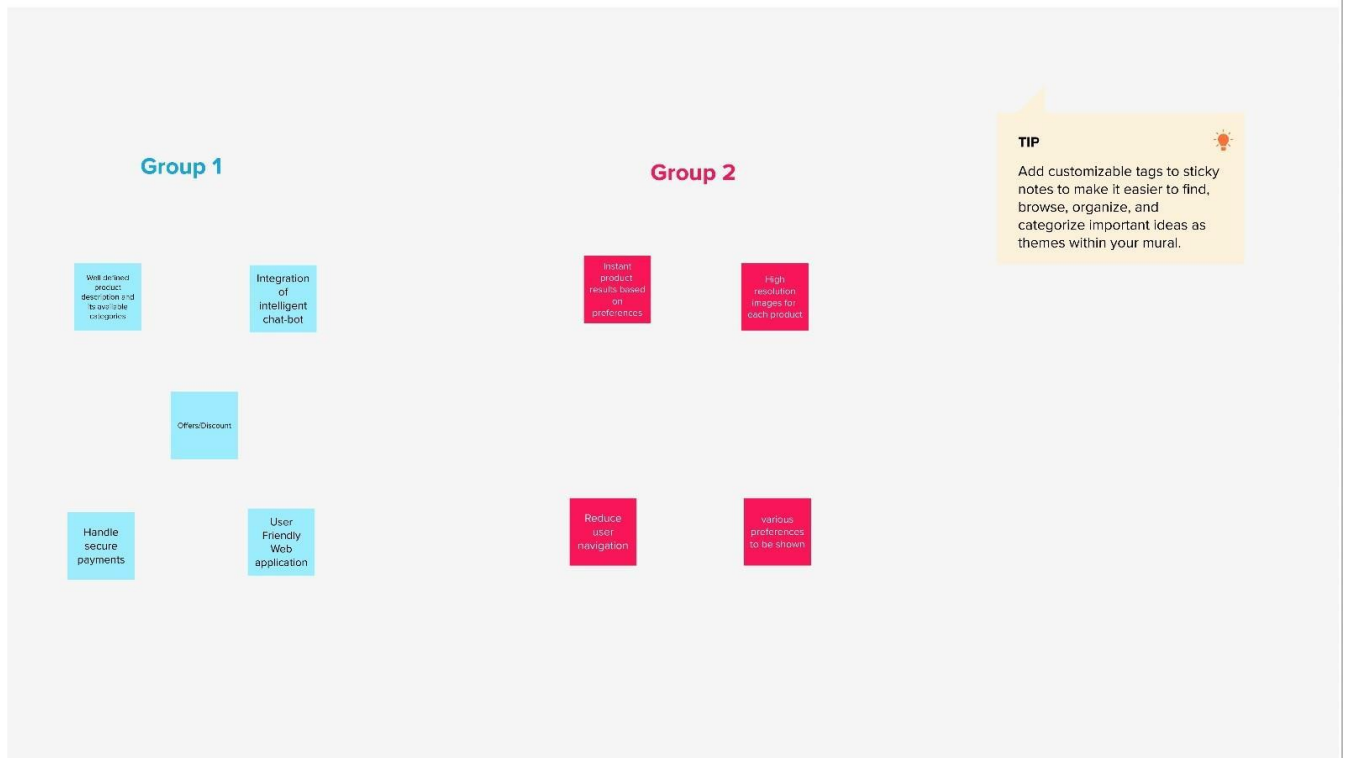 Group 1
Well defined
product
description and
its available
categories
Integration
of
intelligent
chat-bot
Offers/Discount
Handle
secure
payments
User
Friendly
Web
application
Group 2
Instant
product
results based
on
preferences
High
resolution
images for
each product
Reduce
user
navigation
various
preferences
to be shown
TIP
Add customizable tags to sticky
notes to make it easier to find,
browse, organize, and
categorize important ideas as
themes within your mural.